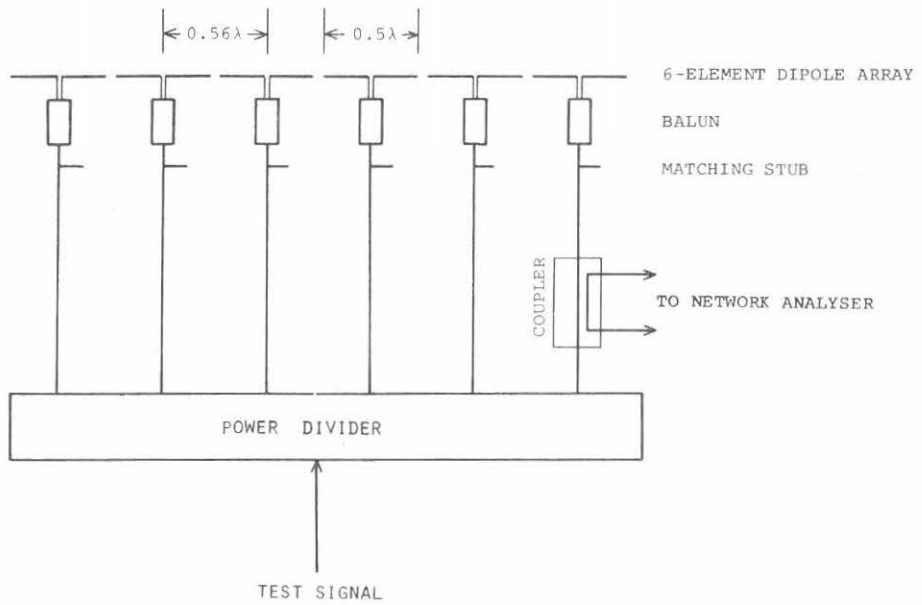 0.56λ
0.5λ
6-ELEMENT DIPOLE ARRAY
BALUN
MATCHING STUB
COUPLER
TO NETWORK ANALYSER
POWER DIVIDER
TEST SIGNAL